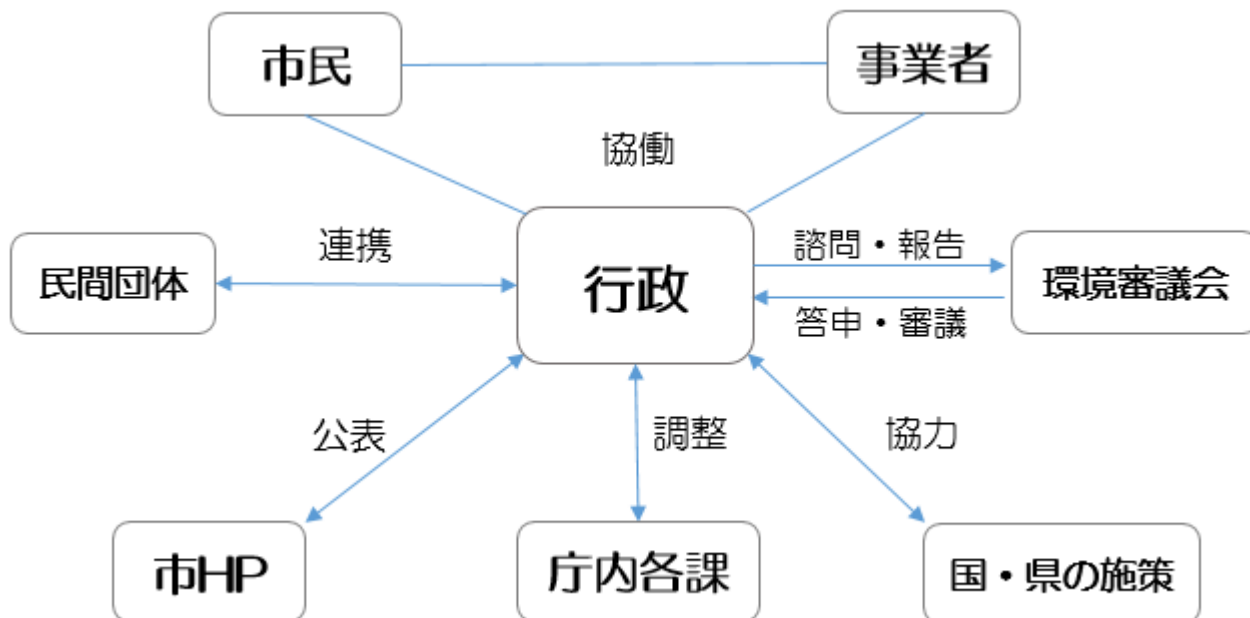 市民
事業者
協働
連携
諮問・報告
民間団体
行政
環境審議会
答申・審議
公表
調整
協力
市HP
庁内各課
国・県の施策